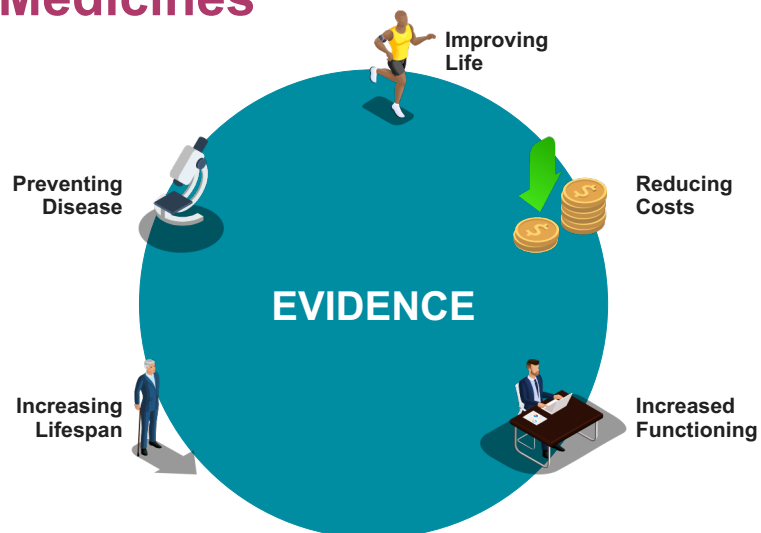 Medicines
Improving
Life
Preventing
Disease
Reducing
Costs
EVIDENCE
Increasing
Lifespan
Increased
Functioning